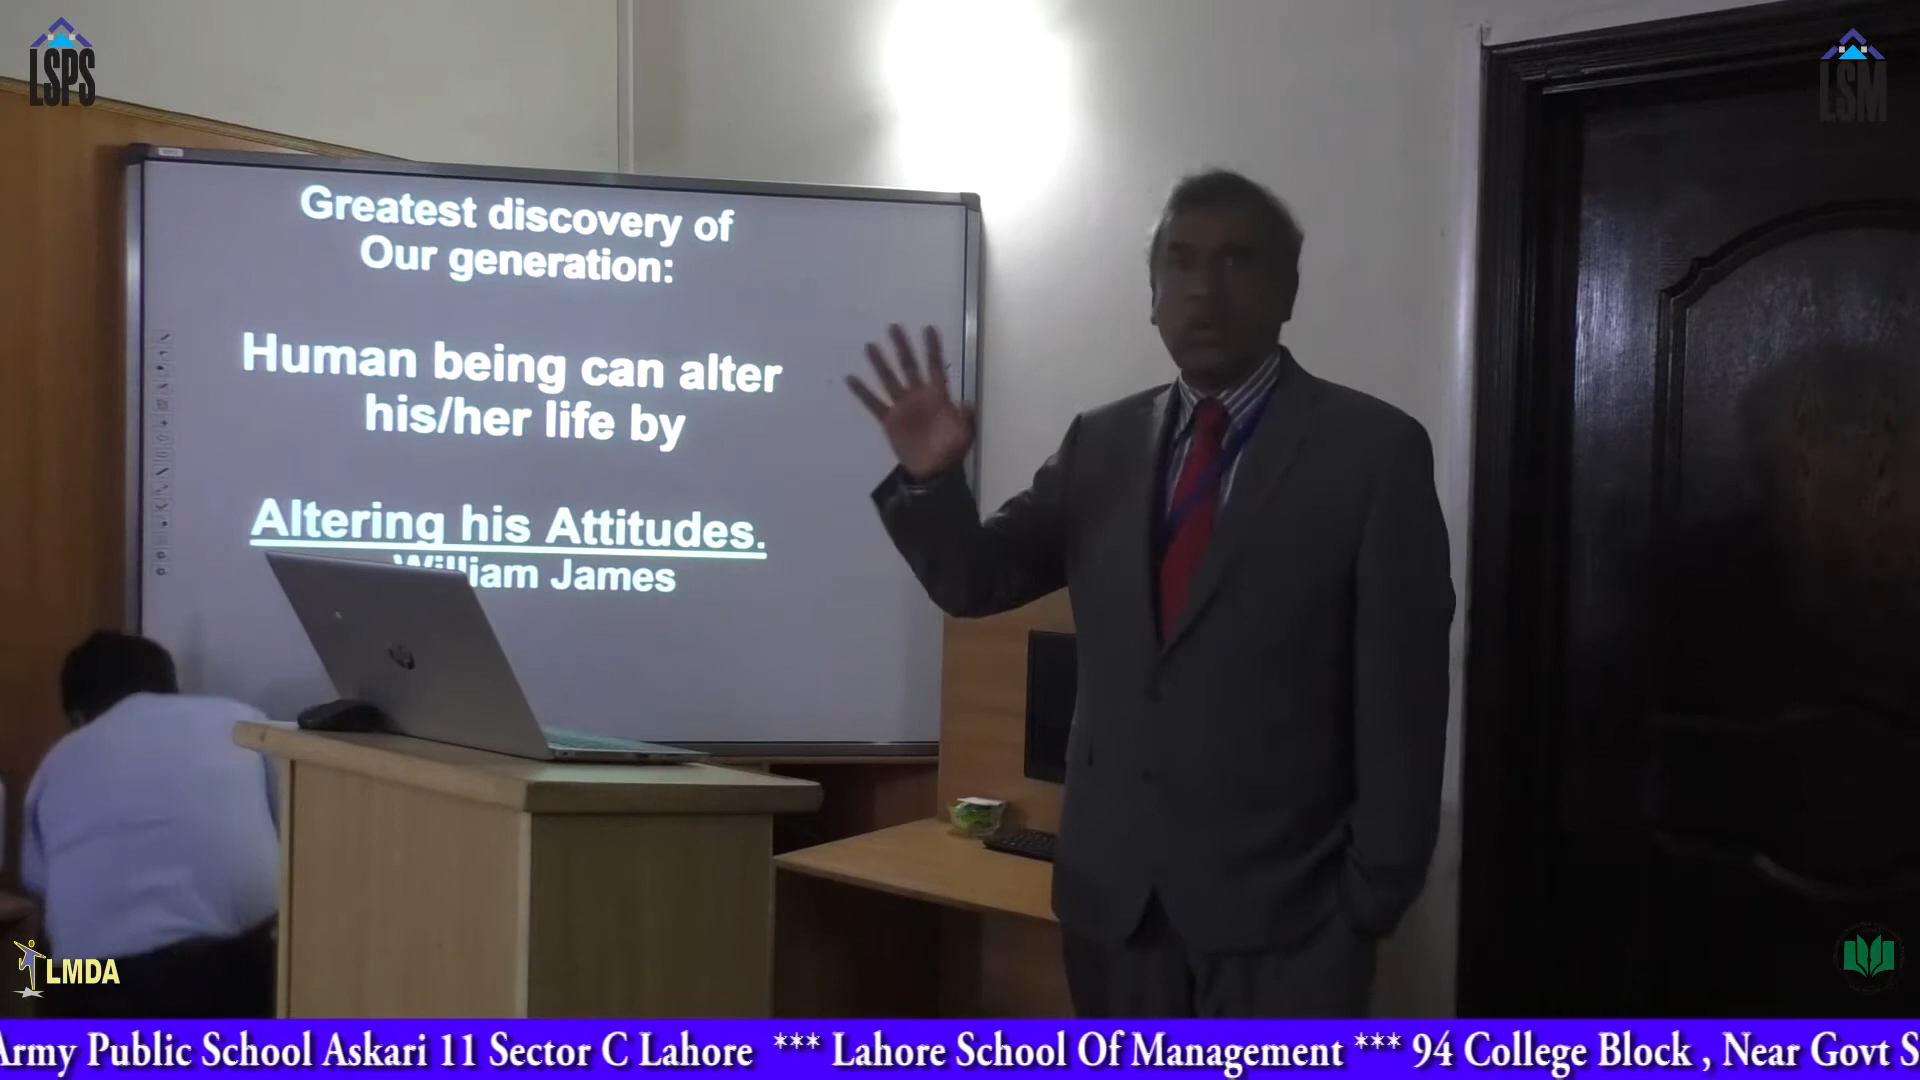 LSPS
LSM
Greatest discovery of
Our generation:
Human being can alter
his/her life by
Altering his Attitudes.
William James
LMDA
Army Public School Askari 11 Sector C Lahore *** Lahore School Of Management *** 94 College Block , Near Govt S